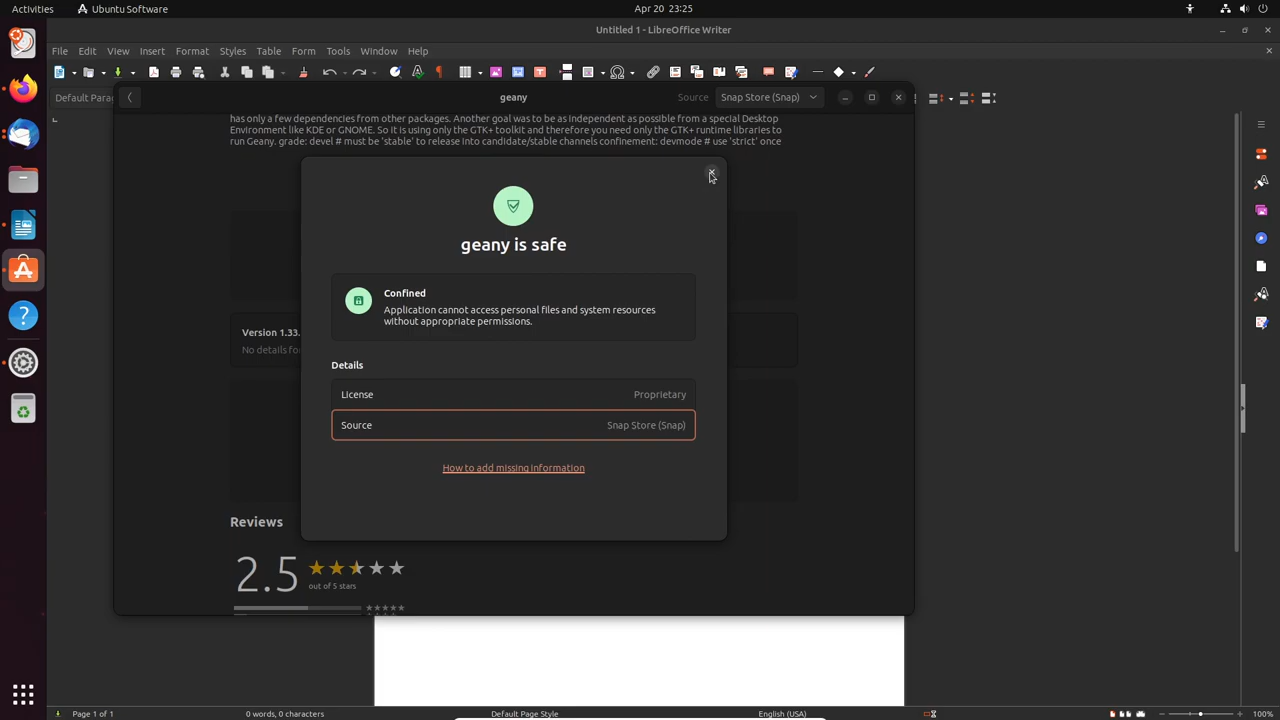 Activities
Ubuntu Software
Apr 20 23:25
Untitled 1 - LibreOffice Writer
File Edit View Insert Format Styles Table Form Tools Window Help
Default Parag
geany
Source
Snap Store (Snap)
has only a few dependencies from other packages. Another goal was to be as independent as possible from a special Desktop
Environment like KDE or GNOME. So it is using only the GTK+ toolkit and therefore you need only the GTK+ runtime libraries to
run Geany. grade: devel # must be 'stable' to release into candidate/stable channels confinement: devmode # use 'strict' once
geany is safe
Confined
Application cannot access personal files and system resources
without appropriate permissions.
Version 1.33.
No details fo
Details
License Proprietary
Source Snap Store (Snap)
How to add missing information
Reviews
2.5
out of 5 stars
Page 1 of 1
0 words, 0 characters
Default Page Style
English (USA)
100%